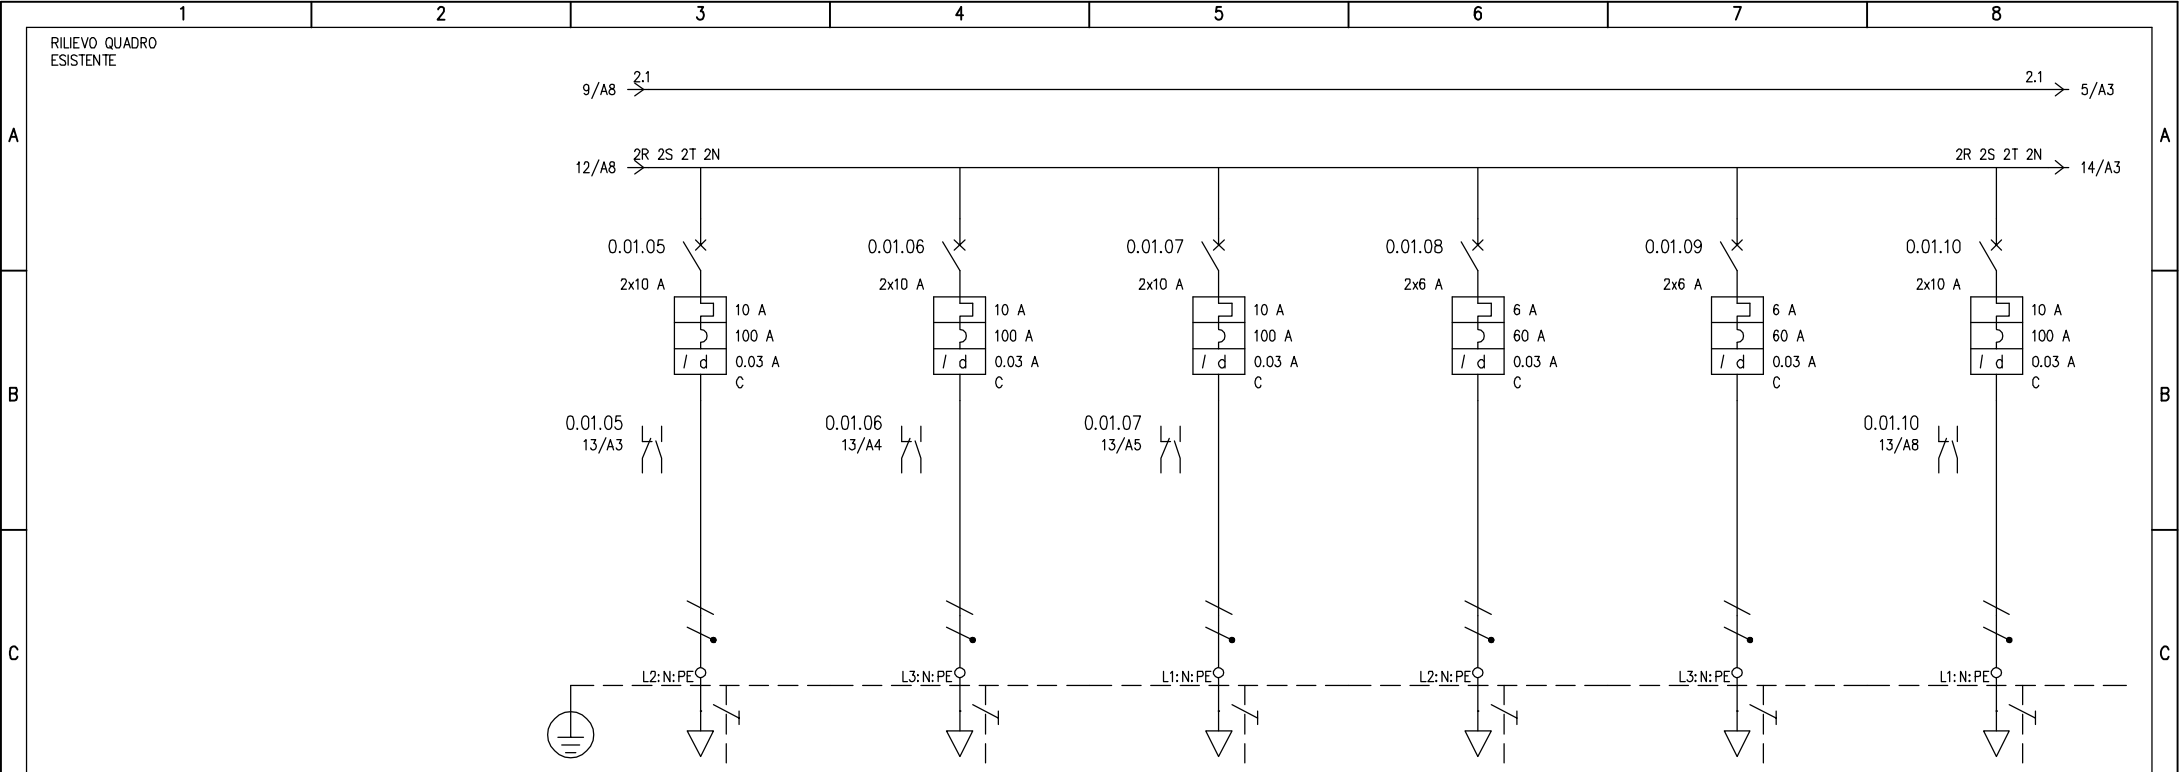 1 2 3 4 5 6 7 8
RILIEVO QUADRO
ESISTENTE
2.1 2.1
9/A8 5/A3
A A
2R 2S 2T 2N 2R 2S 2T 2N
12/A8 14/A3
0.01.05 0.01.06 0.01.07 0.01.08 0.01.09 0.01.10
2x10 A 2x10 A 2x10 A 2x6 A 2x6 A 2x10 A
10 A 10 A 10 A 6 A 6 A 10 A
100 A 100 A 100 A 60 A 60 A 100 A
I d 0.03 A I d 0.03 A I d 0.03 A I d 0.03 A I d 0.03 A I d 0.03 A
C C C C C C
B B
0.01.05 0.01.06 0.01.07 0.01.10
13/A3 13/A4 13/A5 13/A8
C C
L2:N:PE L3:N:PE L1:N:PE L2:N:PE L3:N:PE L1:N:PE